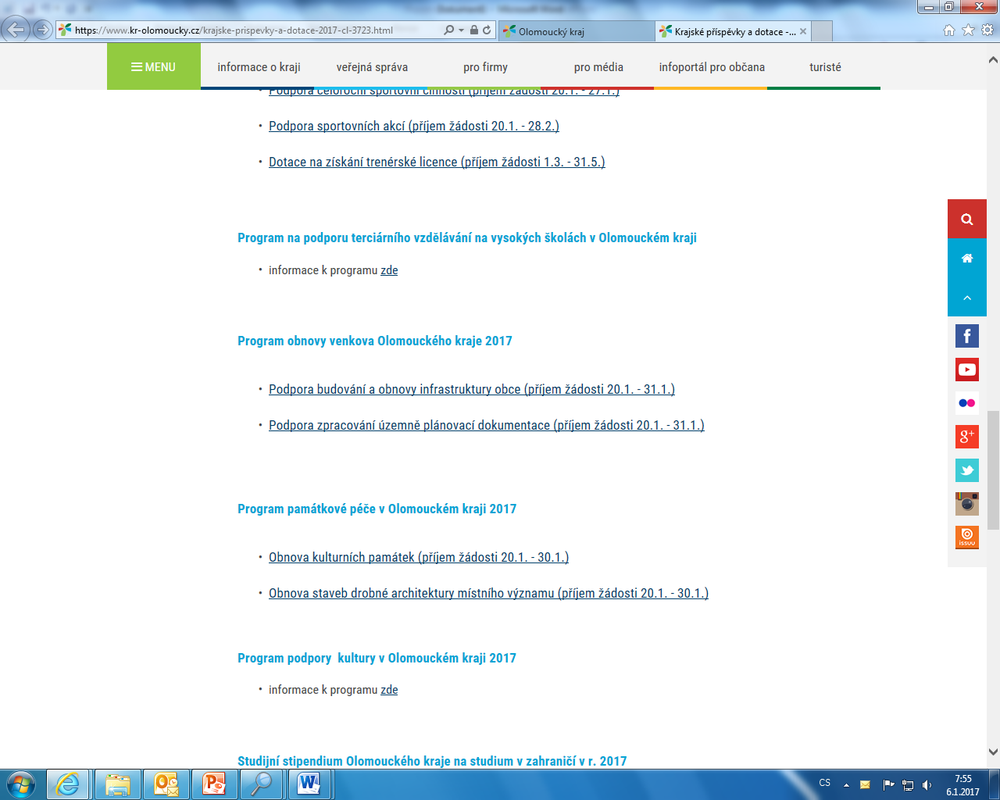 https://www.kr-olomoucky.cz/krajske-prispevky-a-dotace-2017-cl-3723.html
Olomoucký kraj
Krajské příspěvky a dotace -...
MENU
informace o kraji
veřejná správa
pro firmy
pro média
infoportál pro občana
turisté
Podpora celoroční sportovní činnosti (příjem žádosti 20.1. - 27.1.)
• Podpora sportovních akcí (příjem žádosti 20.1. - 28.2.)
• Dotace na získání trenérské licence (příjem žádosti 1.3. - 31.5.)
Program na podporu terciárního vzdělávání na vysokých školách v Olomouckém kraji
• informace k programu zde
Program obnovy venkova Olomouckého kraje 2017
• Podpora budování a obnovy infrastruktury obce (příjem žádosti 20.1. - 31.1.)
• Podpora zpracování územně plánovací dokumentace (příjem žádosti 20.1. - 31.1.)
Program památkové péče v Olomouckém kraji 2017
• Obnova kulturních památek (příjem žádosti 20.1. - 30.1.)
• Obnova staveb drobné architektury místního významu (příjem žádosti 20.1. - 30.1.)
Program podpory  kultury v Olomouckém kraji 2017
• informace k programu zde
Studijní stipendium Olomouckého kraje na studium v zahraničí v r. 2017
issuu
CS
7:55
6.1.2017